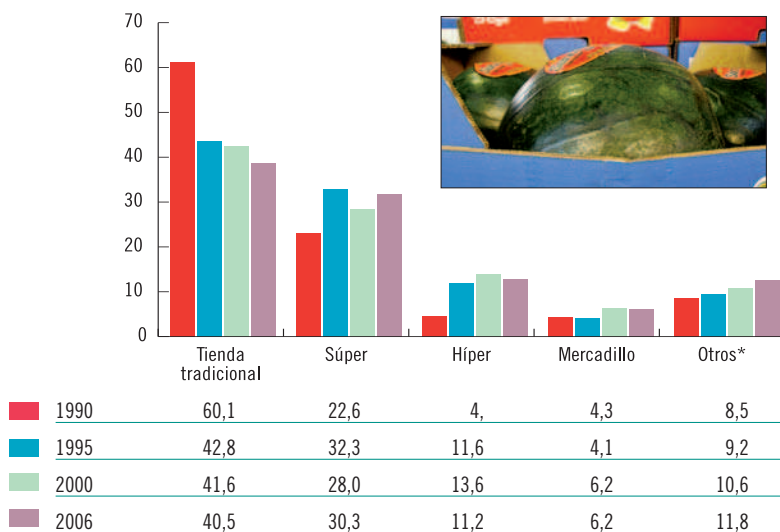 70
60
50
40
30
20
10
0
Tienda tradicional
Súper
Híper
Mercadillo
Otros*
1990 60,1 22,6 4, 4,3 8,5
1995 42,8 32,3 11,6 4,1 9,2
2000 41,6 28,0 13,6 6,2 10,6
2006 40,5 30,3 11,2 6,2 11,8